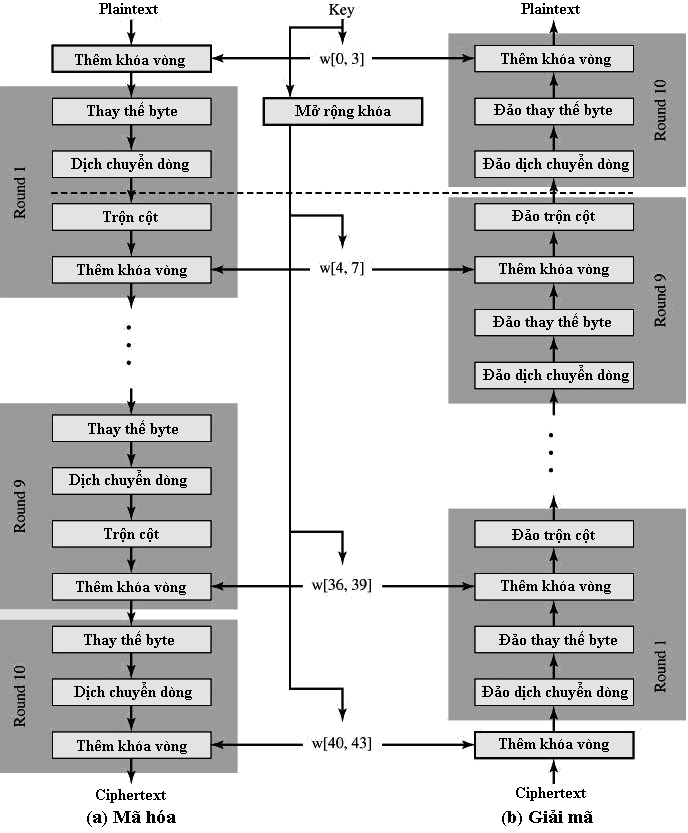 Plaintext
Key
Plaintext
Thêm khóa vòng
w[0, 3]
Thêm khóa vòng
Thay thế byte
Mở rộng khóa
Đảo thay thế byte
Dịch chuyển dòng
Đảo dịch chuyển dòng
Round 1
Round 10
Trộn cột
Đảo trộn cột
Thêm khóa vòng
w[4, 7]
Thêm khóa vòng
Đảo thay thế byte
Đảo dịch chuyển dòng
Round 9
Thay thế byte
Dịch chuyển dòng
Trộn cột
Đảo trộn cột
Thêm khóa vòng
w[36, 39]
Thêm khóa vòng
Round 9
Thay thế byte
Đảo thay thế byte
Dịch chuyển dòng
Đảo dịch chuyển dòng
Round 10
Round 1
Thêm khóa vòng
w[40, 43]
Thêm khóa vòng
Ciphertext
Ciphertext
(a) Mã hóa
(b) Giải mã